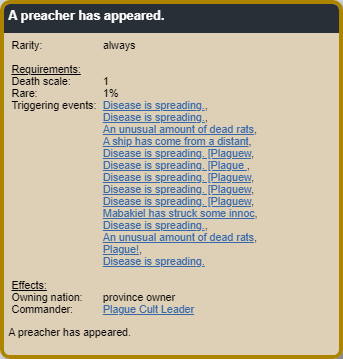 A preacher has appeared.
Rarity: always
Requirements:
Death scale: 1
Rare: 1%
Triggering events: Disease is spreading.,
Disease is spreading.,
An unusual amount of dead rats,
A ship has come from a distant,
Disease is spreading. [Plaguew,
Disease is spreading. [Plague ,
Disease is spreading. [Plaguew,
Disease is spreading. [Plaguew,
Disease is spreading. [Plaguew,
Mabakiel has struck some innoc,
Disease is spreading.,
An unusual amount of dead rats,
Plague!,
Disease is spreading.
Effects:
Owning nation: province owner
Commander: Plague Cult Leader
A preacher has appeared.